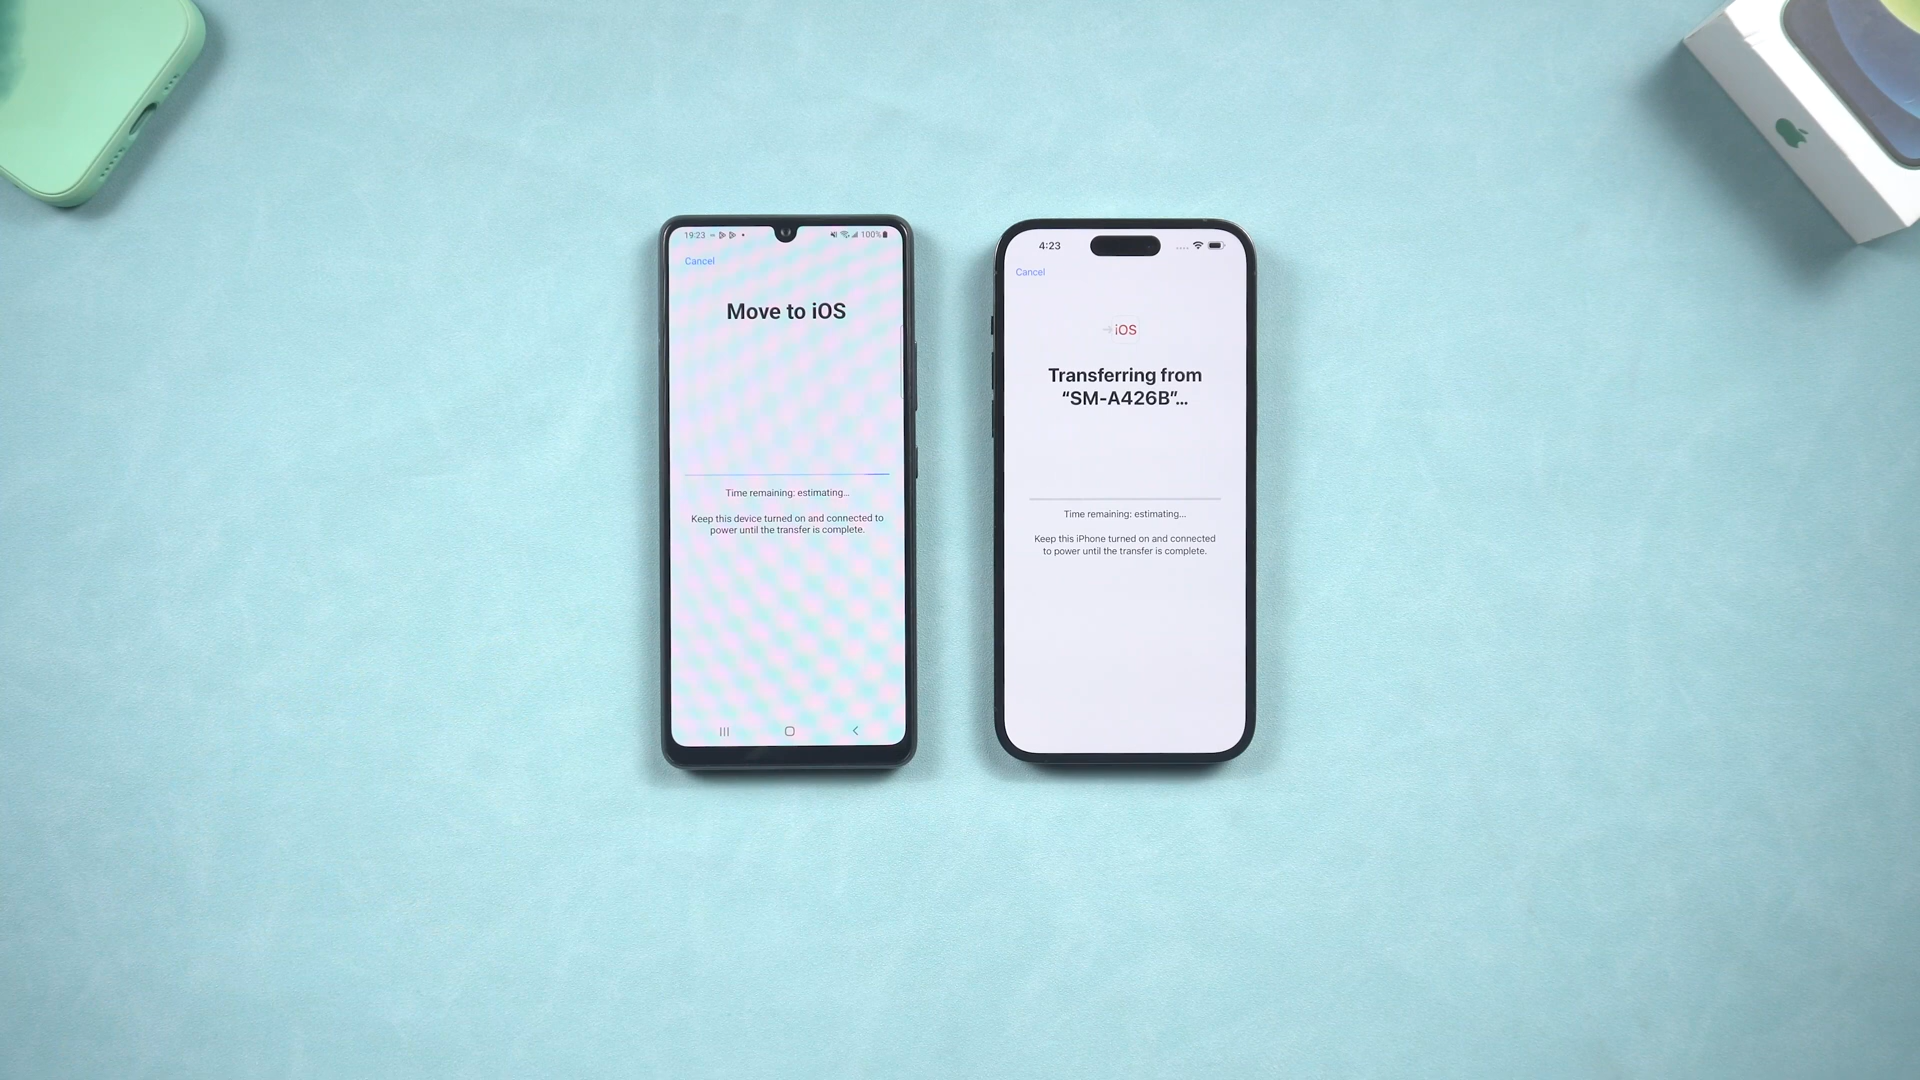 19:23
100%
Cancel
Move to iOS
Time remaining: estimating...
Keep this device turned on and connected to
power until the transfer is complete.
4:23
Cancel
iOS
Transferring from
“SM-A426B”...
Time remaining: estimating...
Keep this iPhone turned on and connected
to power until the transfer is complete.